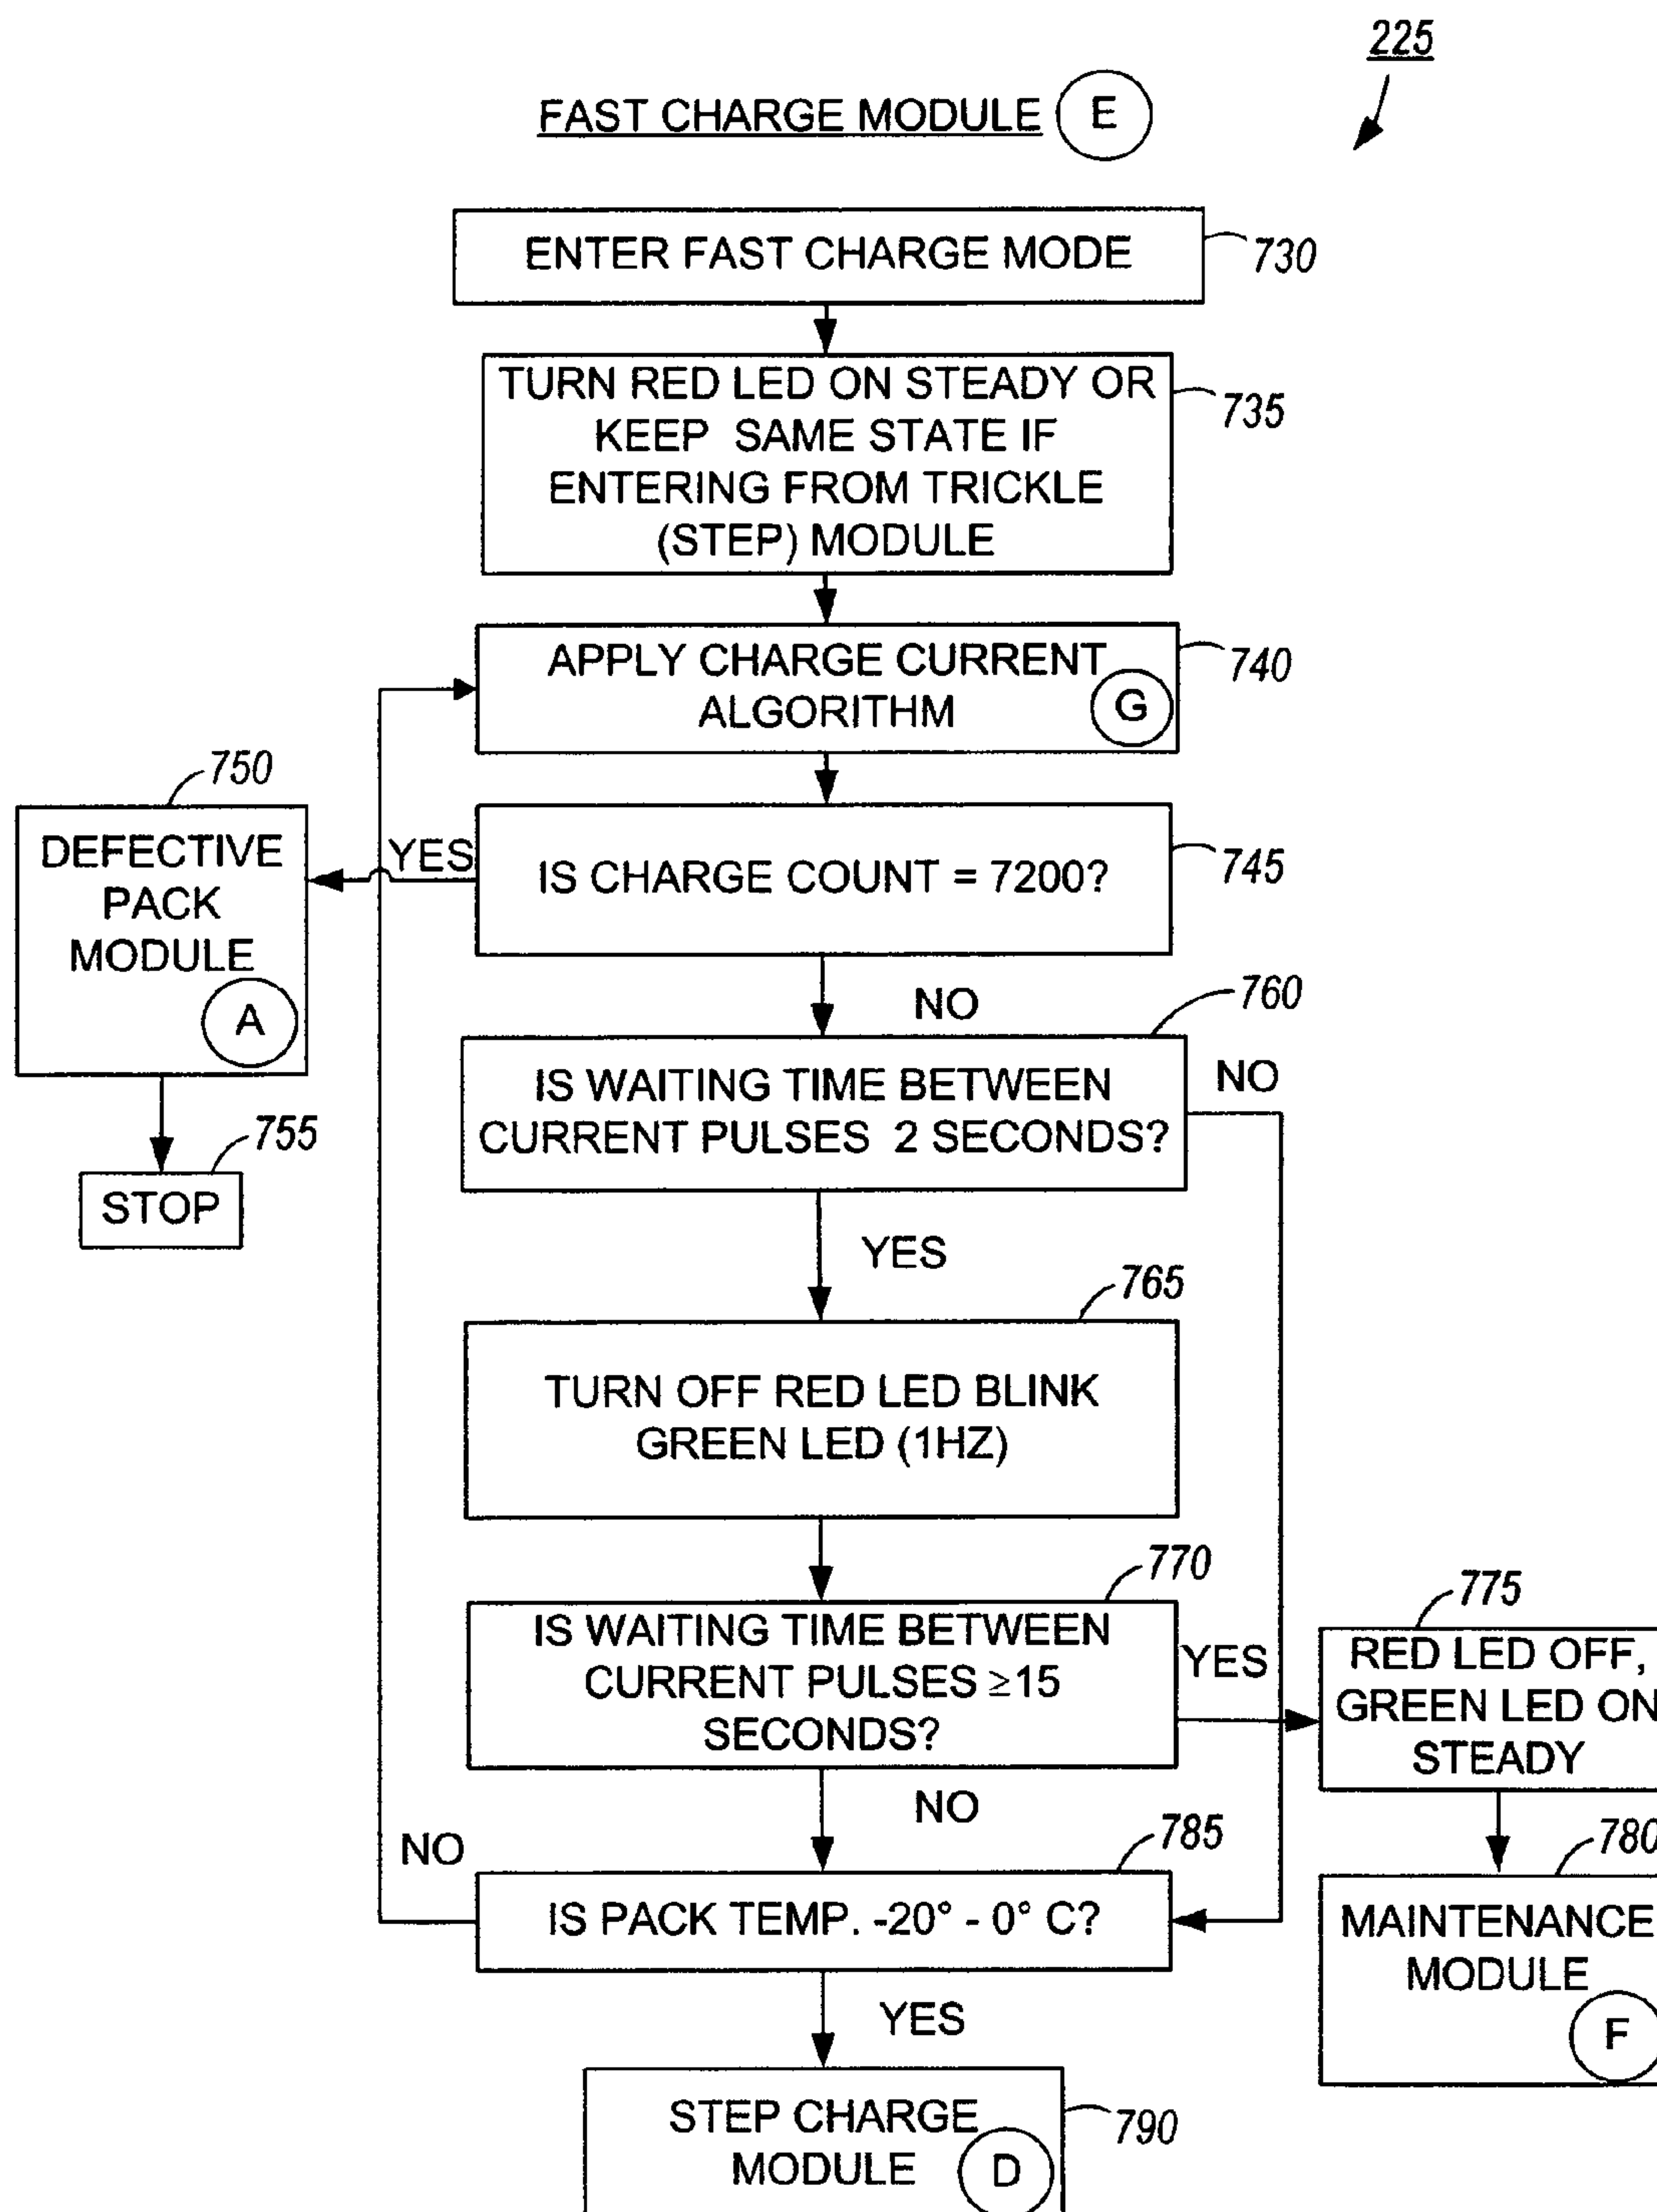 225
FAST CHARGE MODULE E
ENTER FAST CHARGE MODE
730
TURN RED LED ON STEADY OR
KEEP SAME STATE IF
ENTERING FROM TRICKLE
(STEP) MODULE
735
APPLY CHARGE CURRENT
ALGORITHM
G
740
750
DEFECTIVE
PACK
MODULE
A
YES
IS CHARGE COUNT = 7200?
745
755
STOP
NO
760
IS WAITING TIME BETWEEN
CURRENT PULSES 2 SECONDS?
NO
YES
765
TURN OFF RED LED BLINK
GREEN LED (1HZ)
770
IS WAITING TIME BETWEEN
CURRENT PULSES ≥15
SECONDS?
YES
775
RED LED OFF,
GREEN LED ON
STEADY
NO
780
MAINTENANCE
MODULE
F
NO
785
IS PACK TEMP. -20° - 0° C?
YES
STEP CHARGE
MODULE
D
790